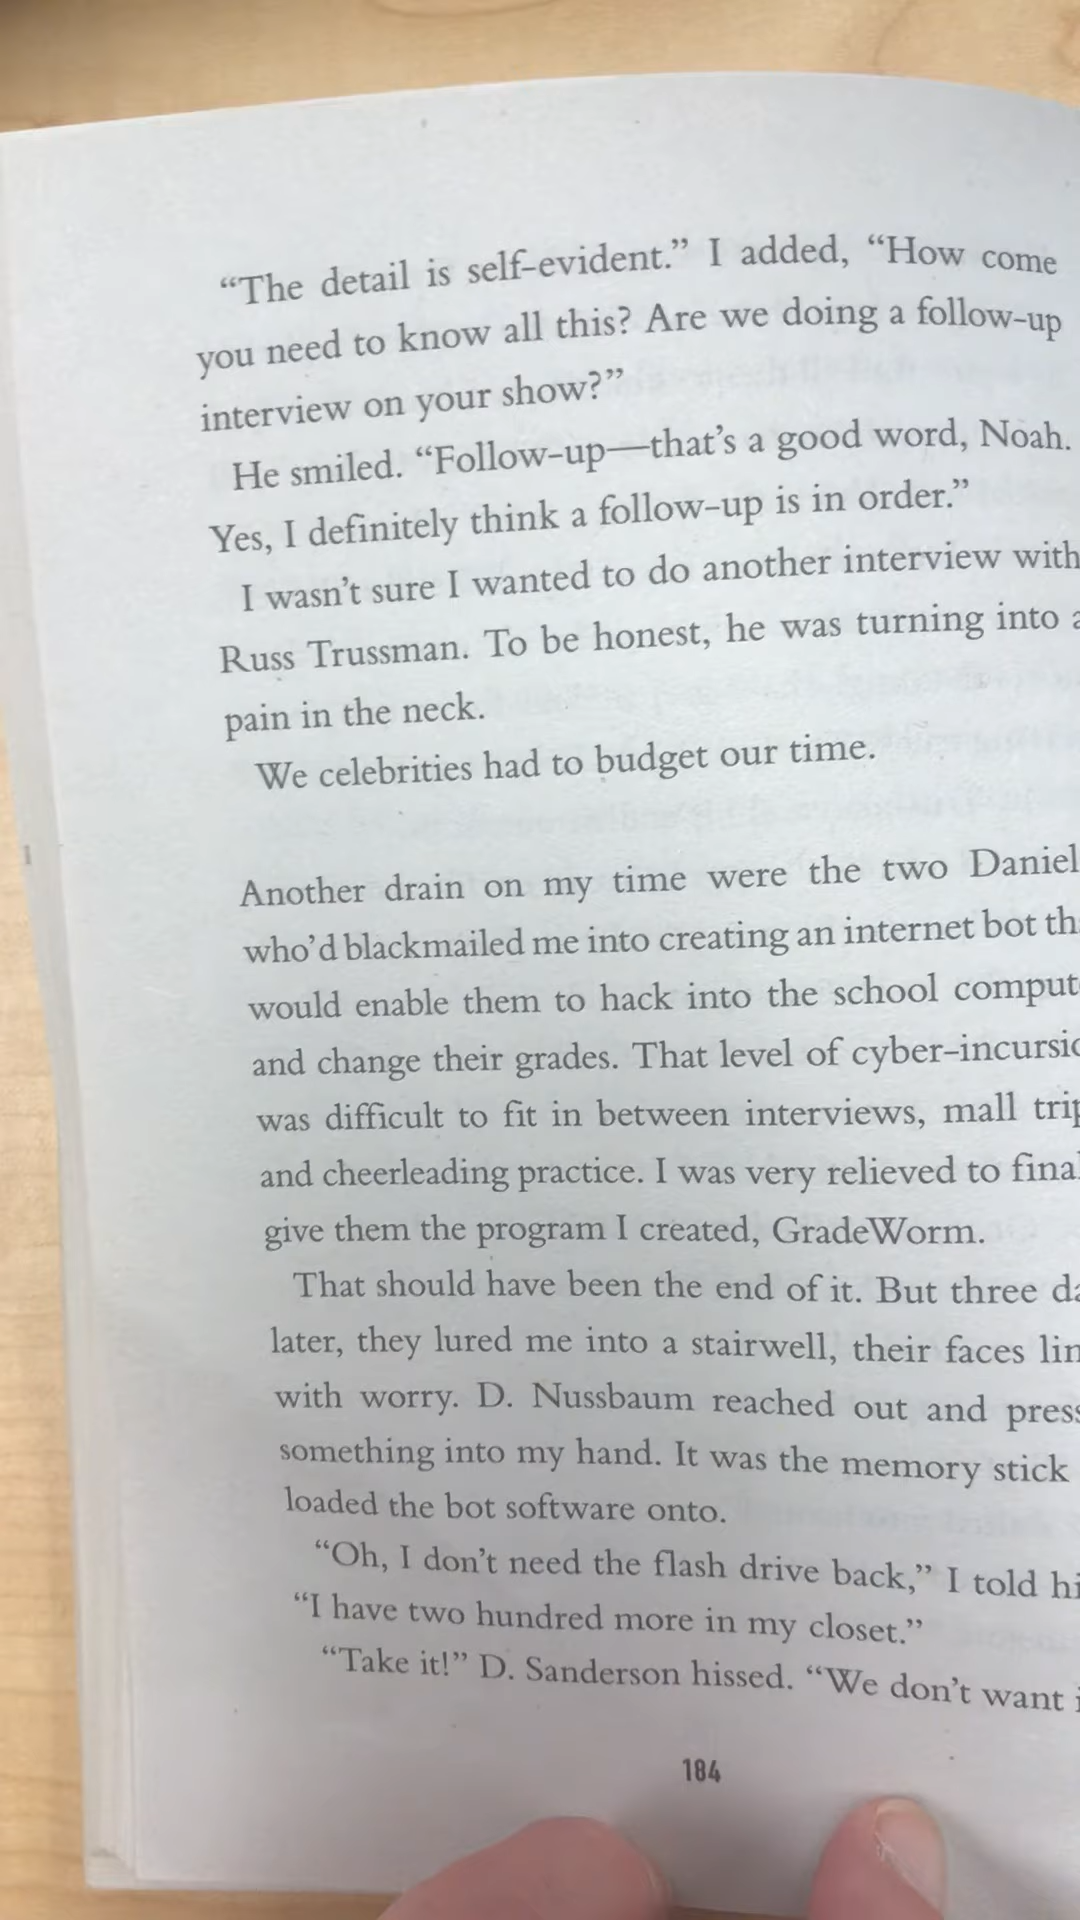 “The detail is self-evident.” I added, “How come
you need to know all this? Are we doing a follow-up
interview on your show?”
He smiled. “Follow-up—that’s a good word, Noah.
Yes, I definitely think a follow-up is in order.”
I wasn’t sure I wanted to do another interview with
Russ Trussman. To be honest, he was turning into a
pain in the neck.
We celebrities had to budget our time.
Another drain on my time were the two Daniel
who’d blackmailed me into creating an internet bot
would enable them to hack into the school
and change their grades. That level of
was difficult to fit in between interviews, mall
and cheerleading practice. I was very relieved to
give them the program I created, GradeWorm.
That should have been the end of it. But three
later, they lured me into a stairwell, their faces
with worry. D. Nussbaum reached out and
something into my hand. It was the memory stick
loaded the bot software onto.
“Oh, I don’t need the flash drive back,” I told
“I have two hundred more in my closet.”
“Take it!” D. Sanderson hissed. “We don’t want
184